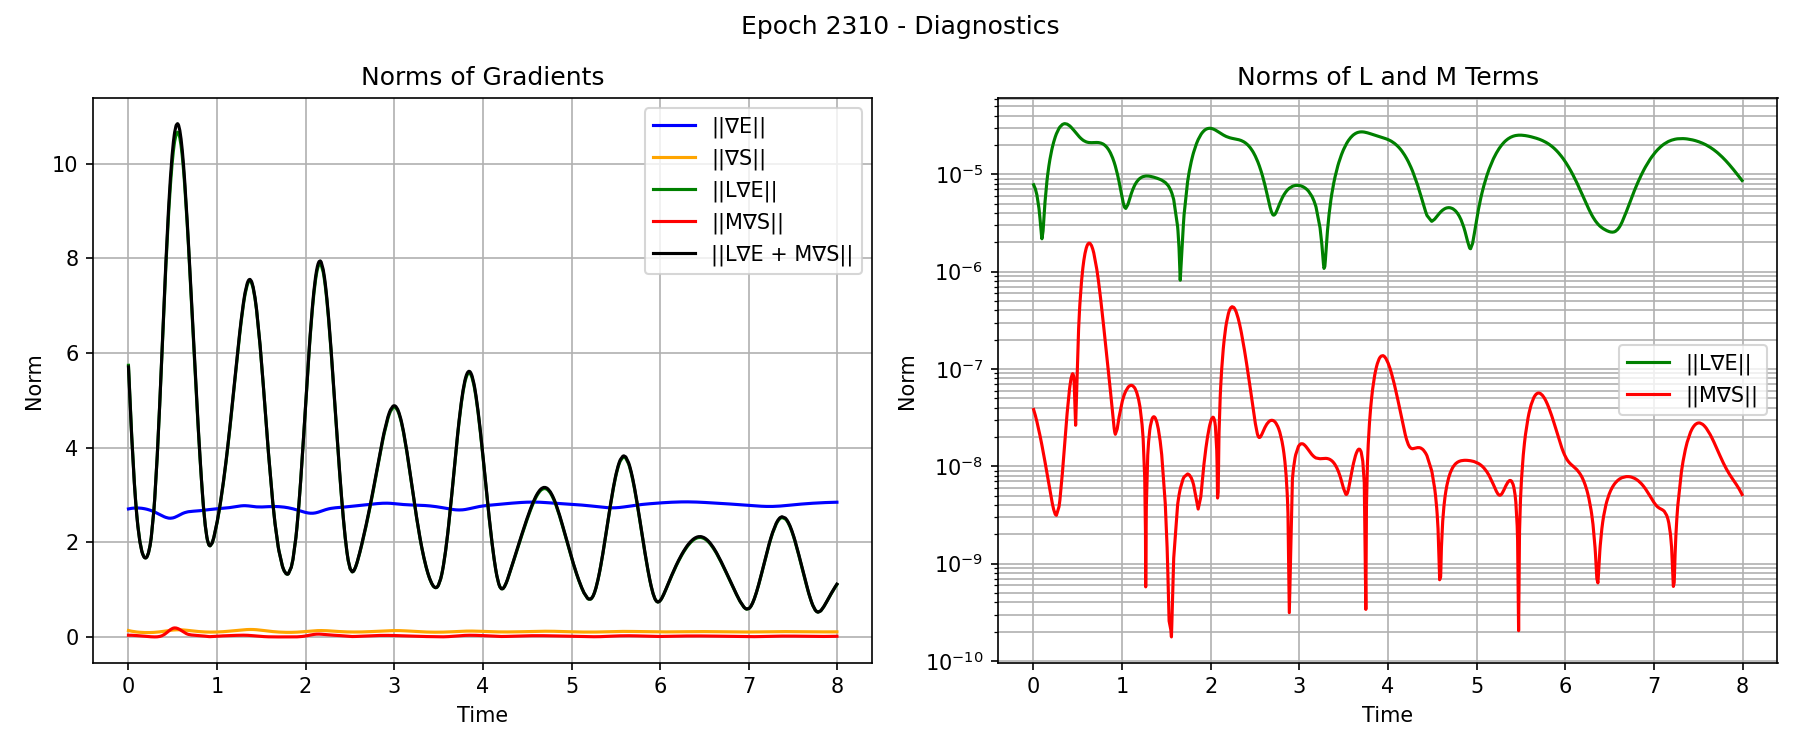 Epoch 2310 - Diagnostics
Norms of Gradients
Norm
10
8
6
4
2
0
||∇E||
||∇S||
||L∇E||
||M∇S||
||L∇E + M∇S||
0 1 2 3 4 5 6 7 8
Time
Norms of L and M Terms
Norm
10⁻⁵
10⁻⁶
10⁻⁷
10⁻⁸
10⁻⁹
10⁻¹⁰
||L∇E||
||M∇S||
0 1 2 3 4 5 6 7 8
Time